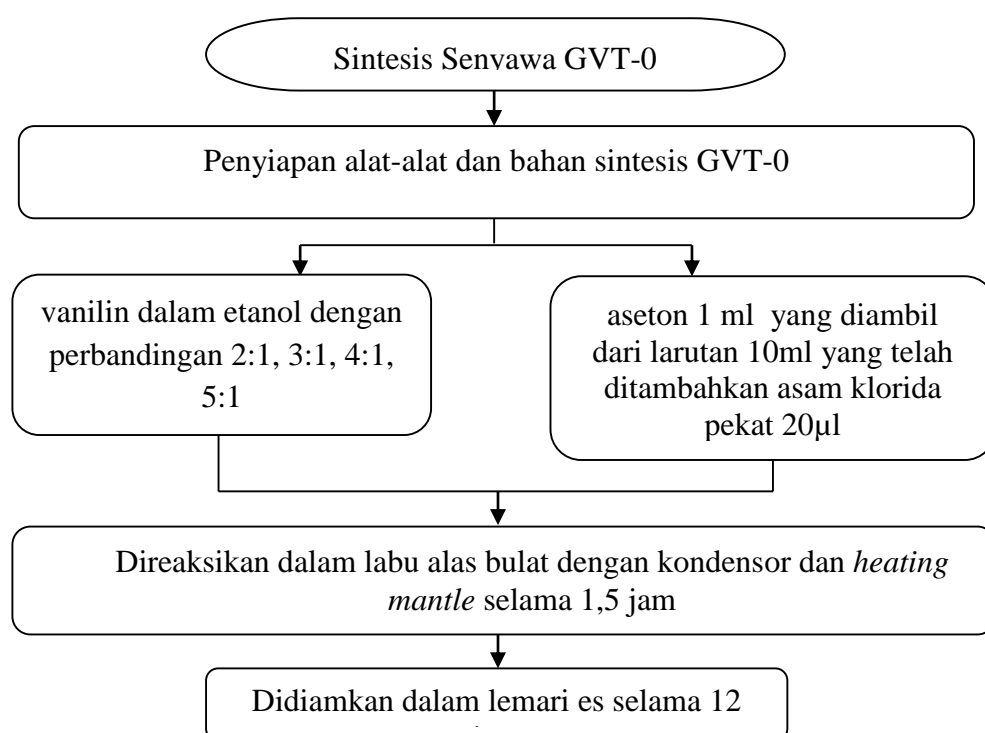 Sintesis Senyawa GVT-0
Penyiapan alat-alat dan bahan sintesis GVT-0
vanilin dalam etanol dengan
perbandingan 2:1, 3:1, 4:1,
5:1
aseton 1 ml yang diambil
dari larutan 10ml yang telah
ditambahkan asam klorida
pekat 20µl
Direaksikan dalam labu alas bulat dengan kondensor dan heating
mantle selama 1,5 jam
Didiamkan dalam lemari es selama 12